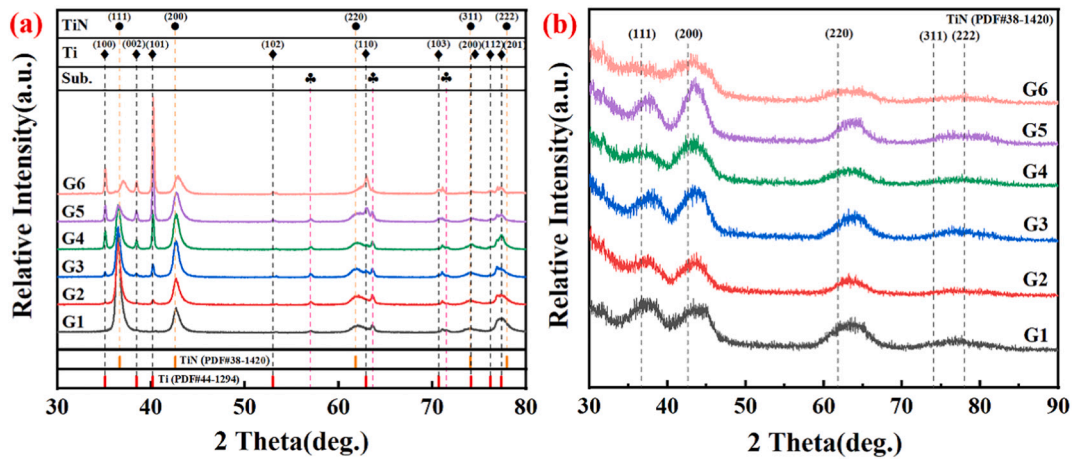 (a)
TiN
(111) (200) (220) (311) (222)
Ti
(100) (002) (101) (102) (110) (103) (200) (112) (201)
Sub.
G6
G5
G4
G3
G2
G1
TiN (PDF#38-1420)
Ti (PDF#44-1294)
30 40 50 60 70 80
2 Theta(deg.)
Relative Intensity(a.u.)
(b)
TiN (PDF#38-1420)
(111) (200) (220) (311) (222)
G6
G5
G4
G3
G2
G1
30 40 50 60 70 80 90
2 Theta(deg.)
Relative Intensity(a.u.)